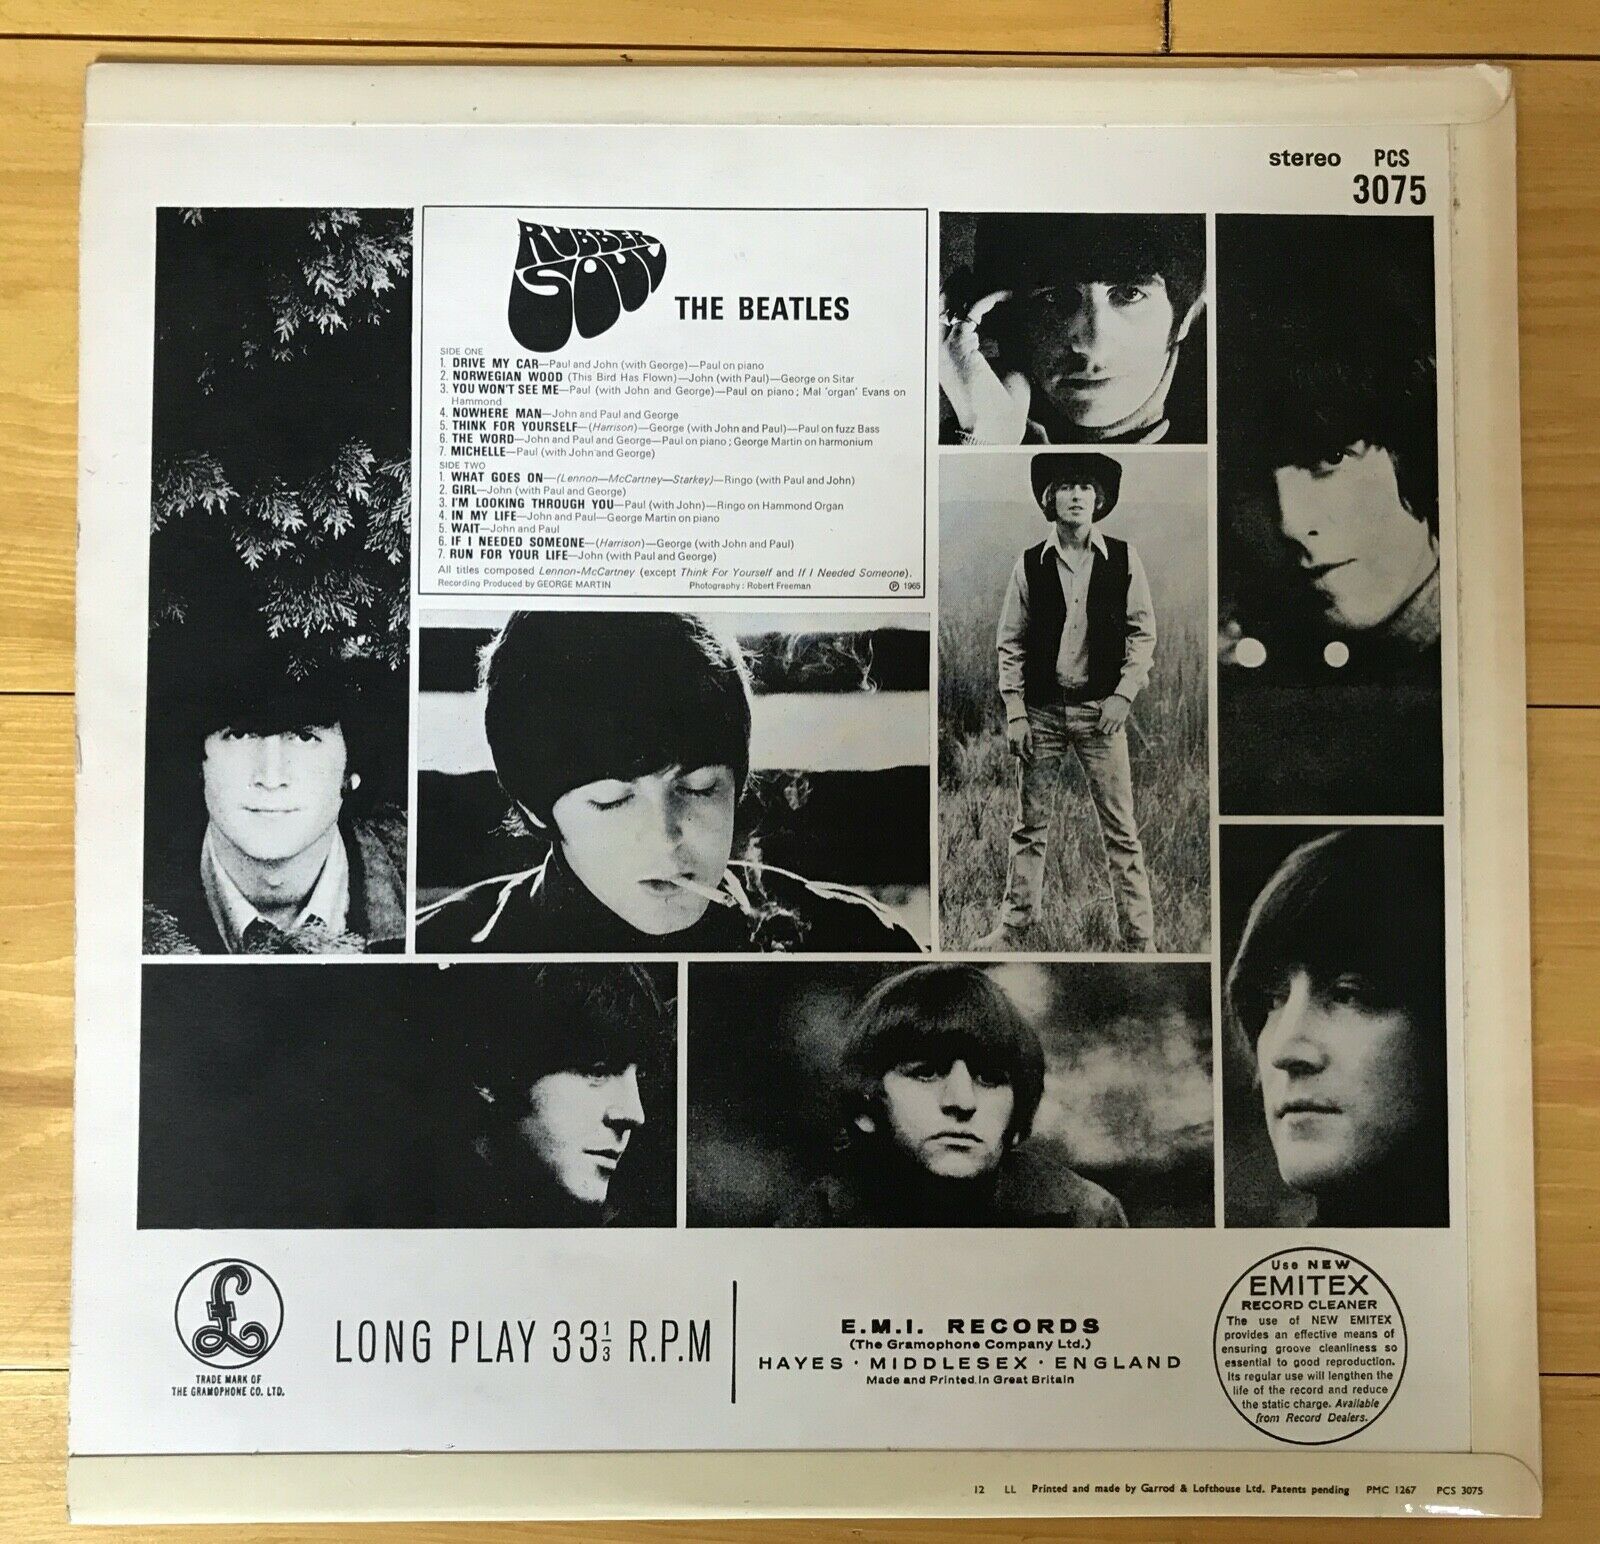 stereo PCS
3075
RUBBER
SOUL
THE BEATLES
SIDE ONE
1. DRIVE MY CAR—Paul and John (with George)—Paul on piano
2. NORWEGIAN WOOD (This Bird Has Flown)—John (with Paul)—George on Sitar
3. YOU WON'T SEE ME—Paul (with John and George)—Paul on piano; Mal 'organ' Evans on
Hammond
4. NOWHERE MAN—John and Paul and George
5. THINK FOR YOURSELF—(Harrison)—George (with John and Paul)—Paul on fuzz Bass
6. THE WORD—John and Paul and George—Paul on piano; George Martin on harmonium
7. MICHELLE—Paul (with John and George)
SIDE TWO
1. WHAT GOES ON—(Lennon—McCartney—Starkey)—Ringo (with Paul and John)
2. GIRL—John (with Paul and George)
3. I'M LOOKING THROUGH YOU—Paul (with John)—Ringo on Hammond Organ
4. IN MY LIFE—John and Paul—George Martin on piano
5. WAIT—John and Paul
6. IF I NEEDED SOMEONE—(Harrison)—George (with John and Paul)
7. RUN FOR YOUR LIFE—John (with Paul and George)
All titles composed Lennon-McCartney (except Think For Yourself and If I Needed Someone).
Recording Produced by GEORGE MARTIN Photography: Robert Freeman ℗ 1965
£
TRADE MARK OF
THE GRAMOPHONE CO. LTD.
LONG PLAY 33⅓ R.P.M
E.M.I. RECORDS
(The Gramophone Company Ltd.)
HAYES · MIDDLESEX · ENGLAND
Made and Printed in Great Britain
Use NEW
EMITEX
RECORD CLEANER
The use of NEW EMITEX
provides an effective means of
ensuring groove cleanliness so
essential to good reproduction.
Its regular use will lengthen the
life of the record and reduce
the static charge. Available
from Record Dealers.
12 LL Printed and made by Garrod & Lofthouse Ltd. Patents pending PMC 1267 PCS 3075